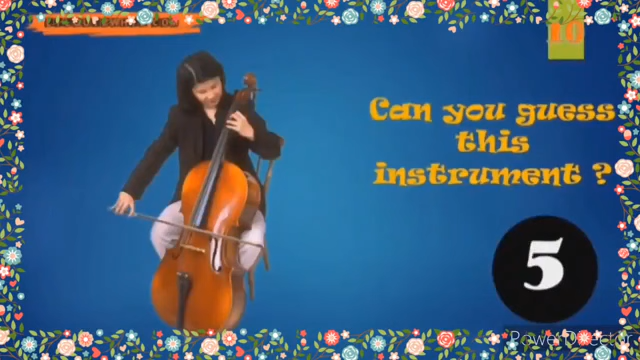 10
Can you guess
this
instrument ?
5
PowerDirector